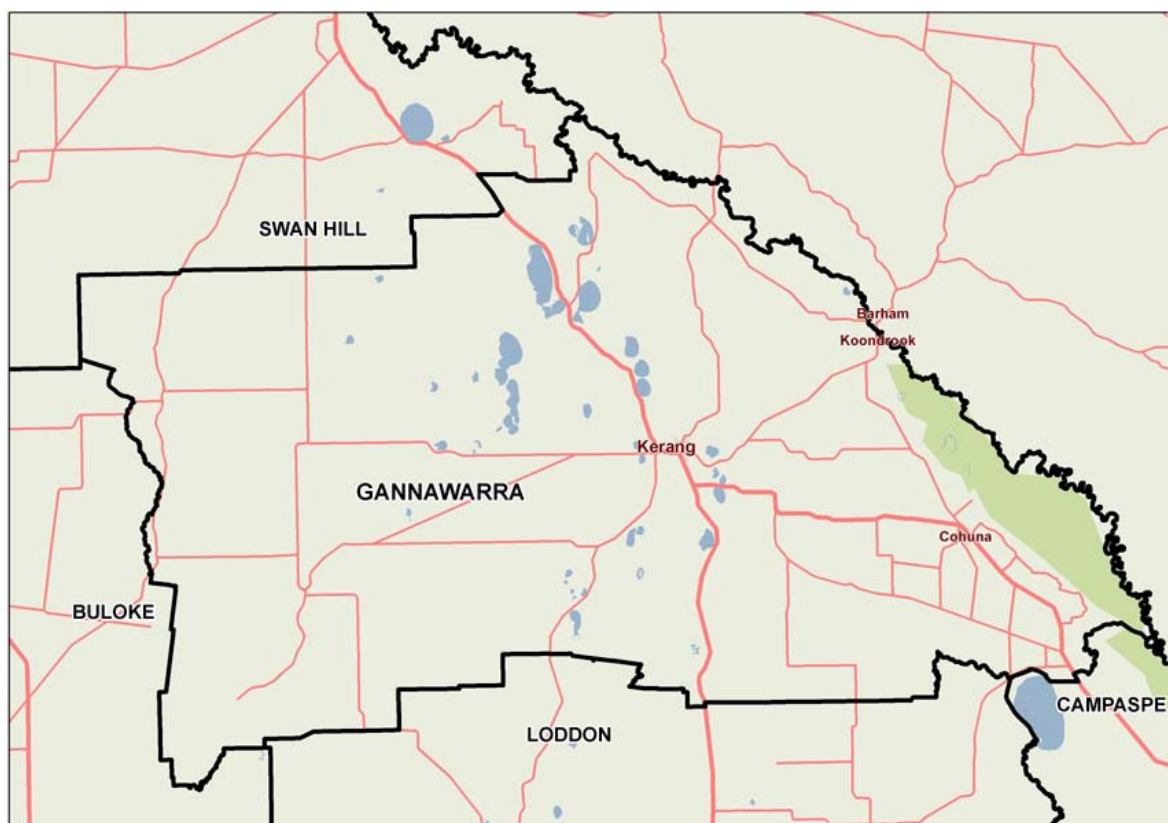 SWAN HILL
Barham
Koondrook
Kerang
GANNAWARRA
Cohuna
BULOKE
CAMPASPE
LODDON